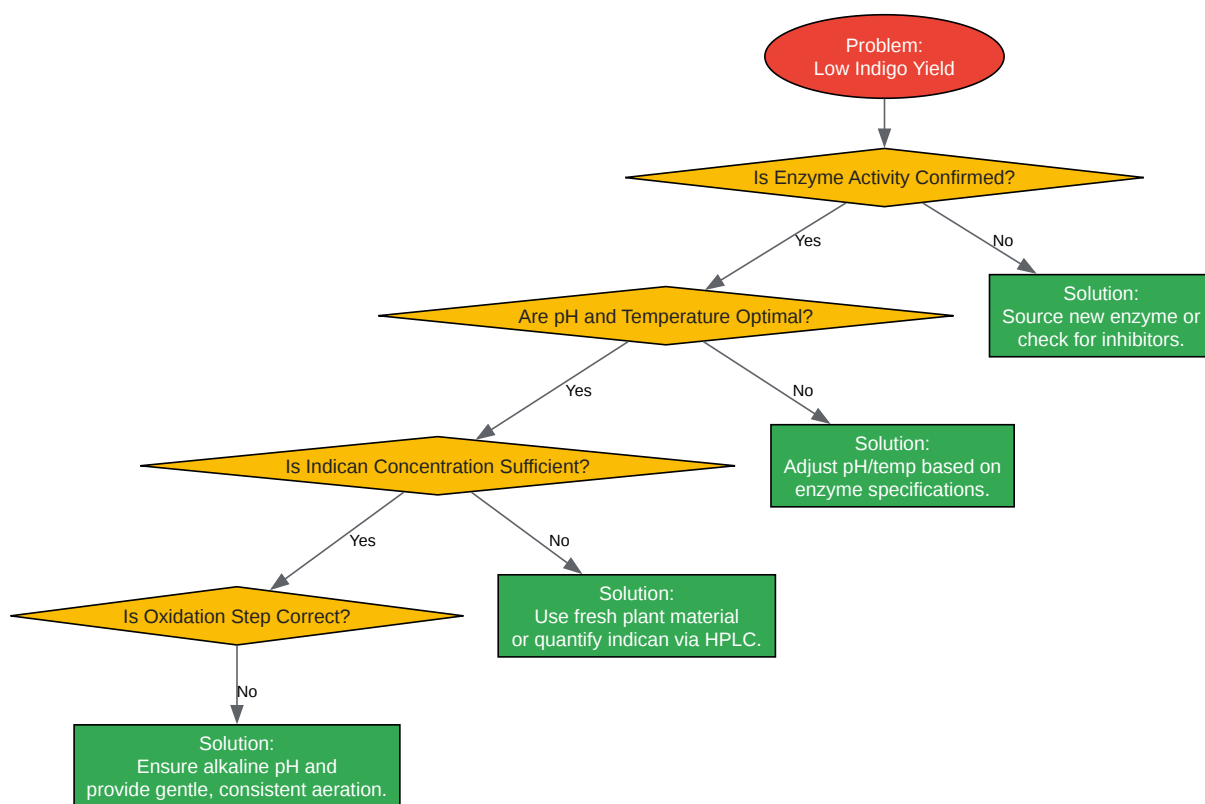 Problem:
Low Indigo Yield
Is Enzyme Activity Confirmed?
Yes
No
Solution:
Source new enzyme or
check for inhibitors.
Are pH and Temperature Optimal?
Yes
No
Solution:
Adjust pH/temp based on
enzyme specifications.
Is Indican Concentration Sufficient?
Yes
No
Solution:
Use fresh plant material
or quantify indican via HPLC.
Is Oxidation Step Correct?
No
Solution:
Ensure alkaline pH and
provide gentle, consistent aeration.